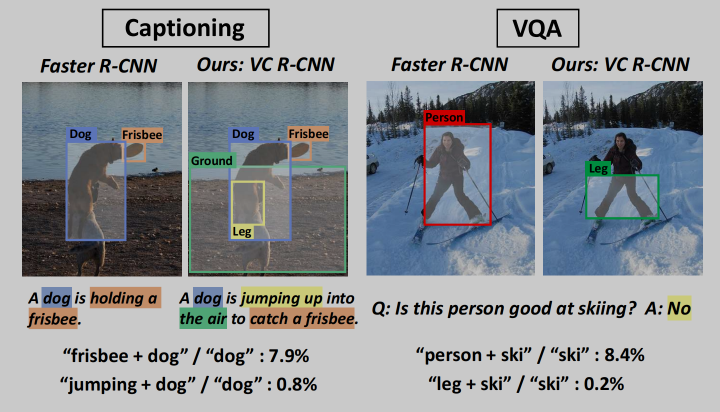 Captioning
Faster R-CNN
Ours: VC R-CNN
Dog
Frisbee
Dog
Frisbee
Ground
Leg
A dog is holding a
frisbee.
A dog is jumping up into
the air to catch a frisbee.
“frisbee + dog” / “dog” : 7.9%
“jumping + dog” / “dog” : 0.8%
VQA
Faster R-CNN
Ours: VC R-CNN
Person
Leg
Q: Is this person good at skiing? A: No
“person + ski” / “ski” : 8.4%
“leg + ski” / “ski” : 0.2%